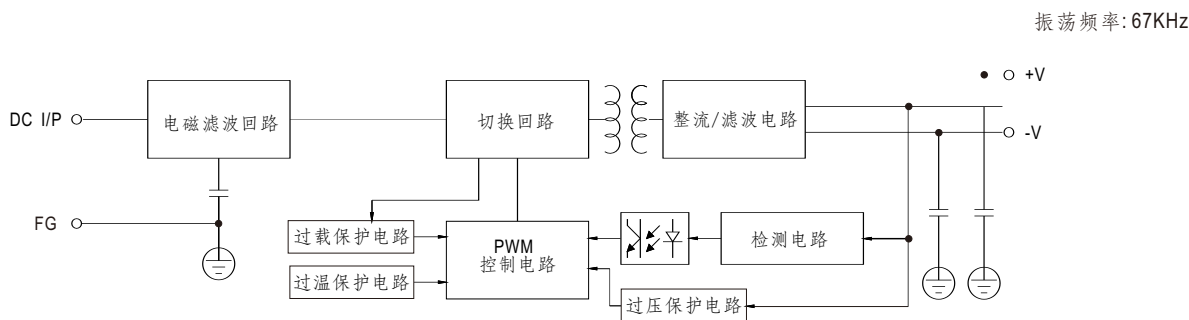 振荡频率: 67KHz
+V
DC I/P
电磁滤波回路
切换回路
整流/滤波电路
-V
FG
过载保护电路
PWM
控制电路
检测电路
过温保护电路
过压保护电路